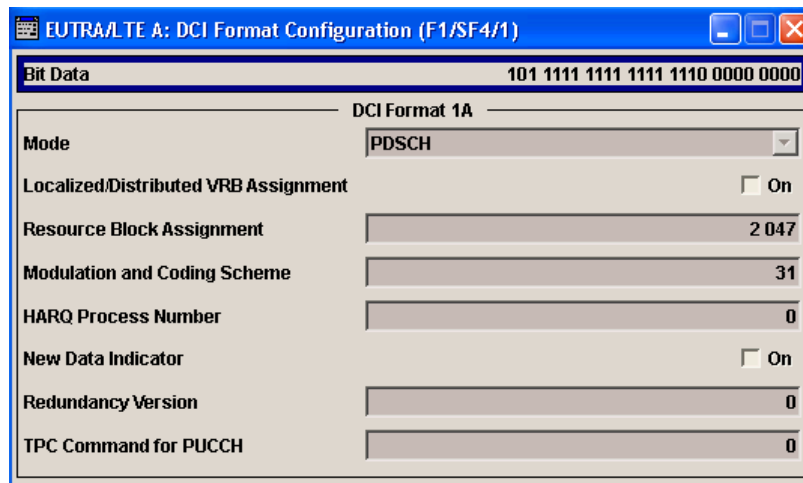 EUTRA/LTE A: DCI Format Configuration (F1/SF4/1)
Bit Data 101 1111 1111 1111 1110 0000 0000
DCI Format 1A
Mode PDSCH
Localized/Distributed VRB Assignment On
Resource Block Assignment 2 047
Modulation and Coding Scheme 31
HARQ Process Number 0
New Data Indicator On
Redundancy Version 0
TPC Command for PUCCH 0